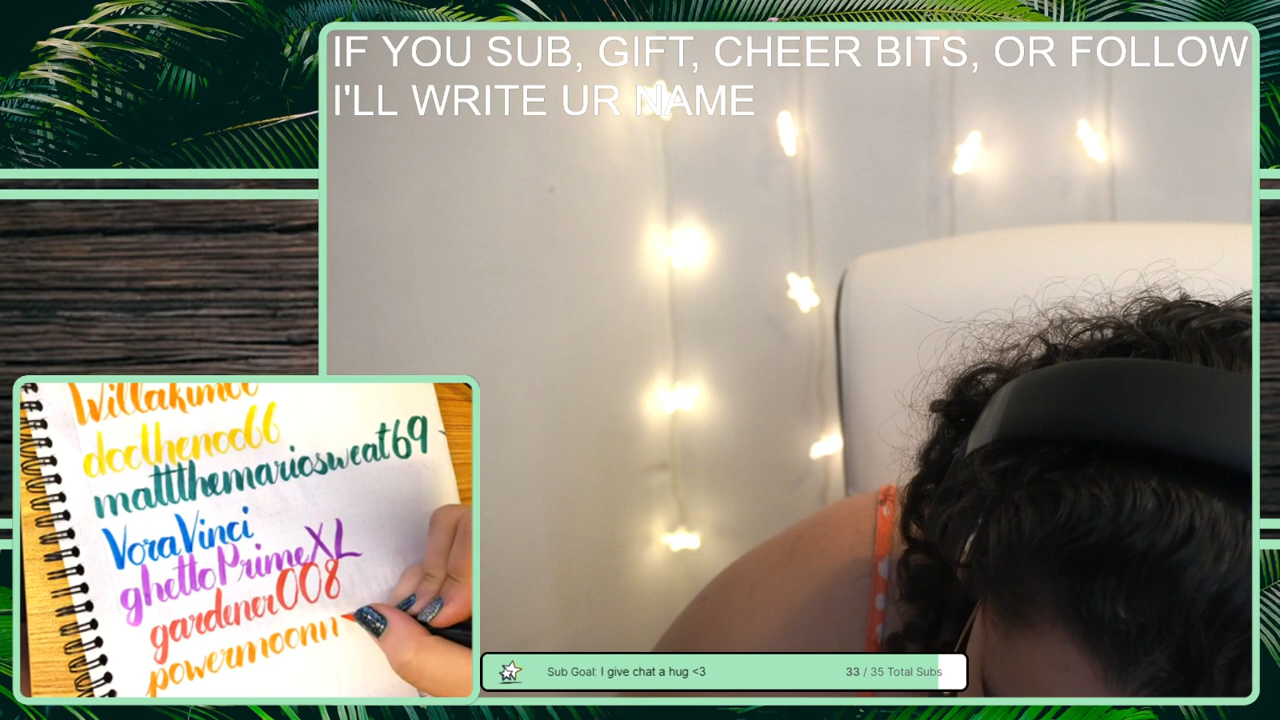 IF YOU SUB, GIFT, CHEER BITS, OR FOLLOW
I'LL WRITE UR NAME
doothenoo66
mattthemariosweat69
VoraVinci
ghettoPrimeXL
gardener008
powermoonn
Sub Goal: I give chat a hug <3
33 / 35 Total Subs